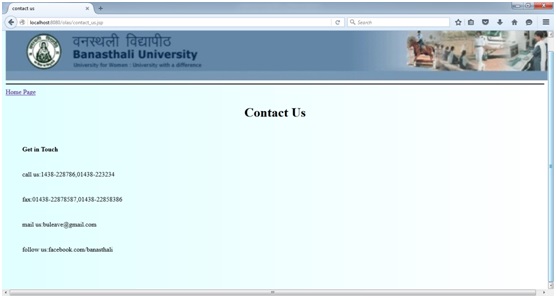 contact us
localhost:8080/olas/contact_us.jsp
Search
वनस्थली विद्यापीठ
Banasthali University
University for Women : University with a difference
Home Page
Contact Us
Get in Touch
call us:1438-228786,01438-223234
fax:01438-22878587,01438-22858386
mail us:buleave@gmail.com
follow us:facebook.com/banasthali